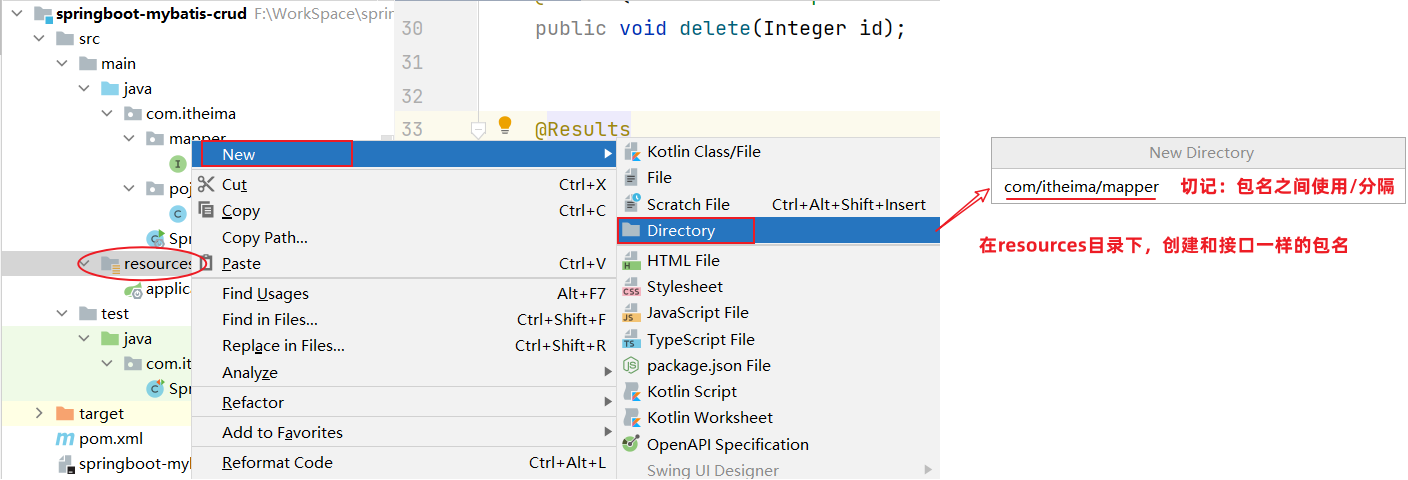 springboot-mybatis-crud F:\WorkSpace\sprin
src
main
java
com.itheima
mapper
I
poj
C
Sp
resources
applica
test
java
com.it
Sp
target
pom.xml
springboot-myb
30 public void delete(Integer id);
31
32
33 @Results
New
Cut Ctrl+X
Copy Ctrl+C
Copy Path...
Paste Ctrl+V
Find Usages Alt+F7
Find in Files... Ctrl+Shift+F
Replace in Files... Ctrl+Shift+R
Analyze
Refactor
Add to Favorites
Reformat Code Ctrl+Alt+L
Kotlin Class/File
File
Scratch File Ctrl+Alt+Shift+Insert
Directory
HTML File
Stylesheet
JavaScript File
TypeScript File
package.json File
Kotlin Script
Kotlin Worksheet
OpenAPI Specification
Swing UI Designer
New Directory
com/itheima/mapper 切记：包名之间使用/分隔
在resources目录下，创建和接口一样的包名